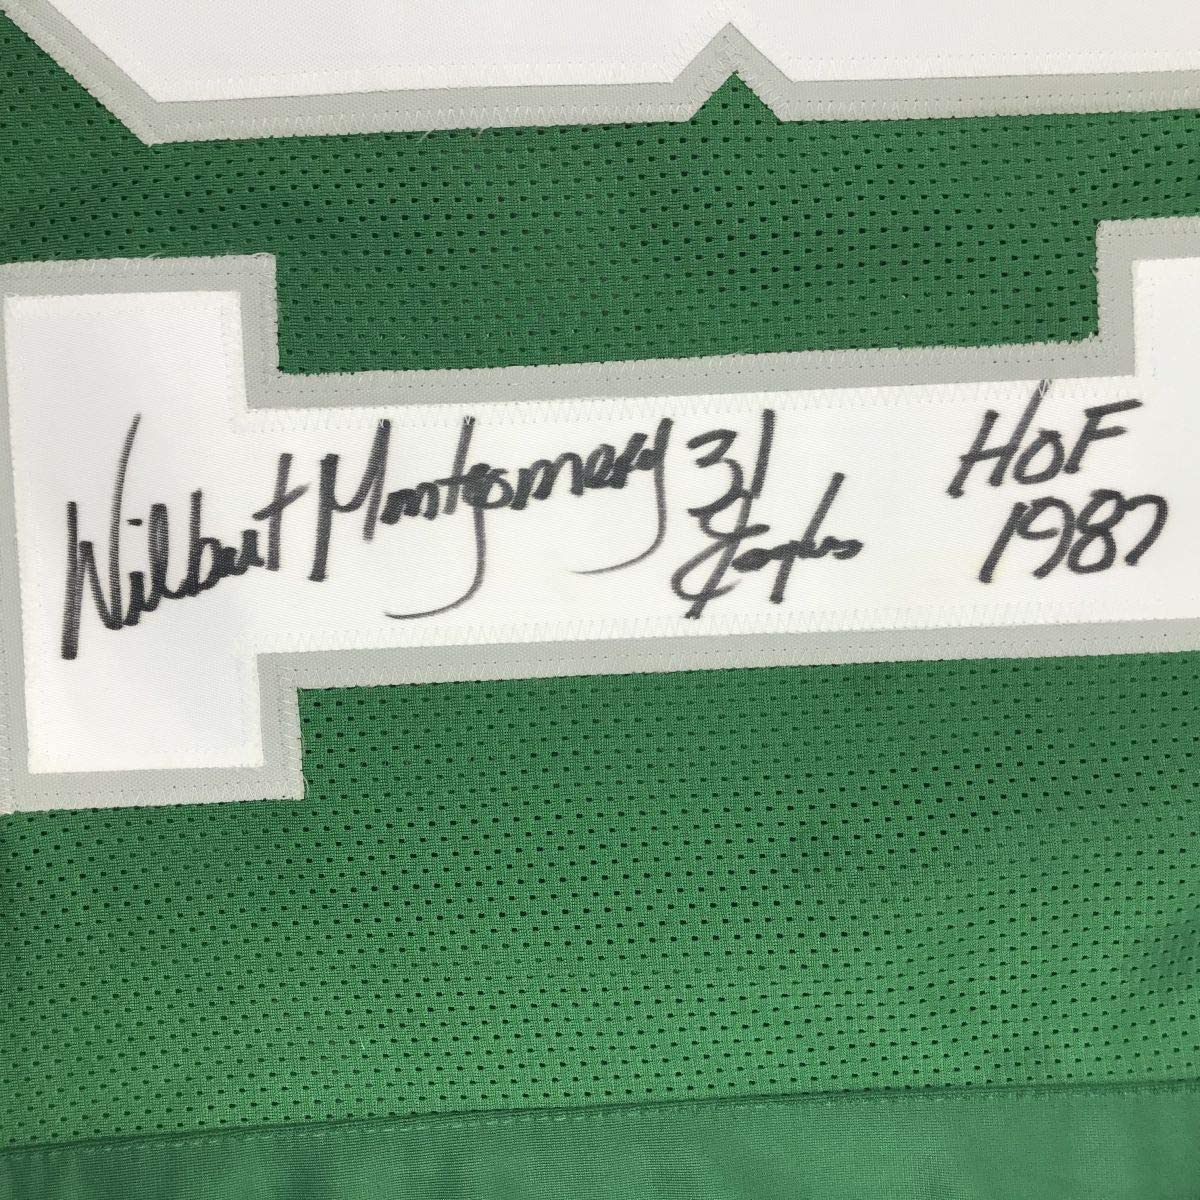 Wilbert Montgomery 31
Eagles
HOF
1987